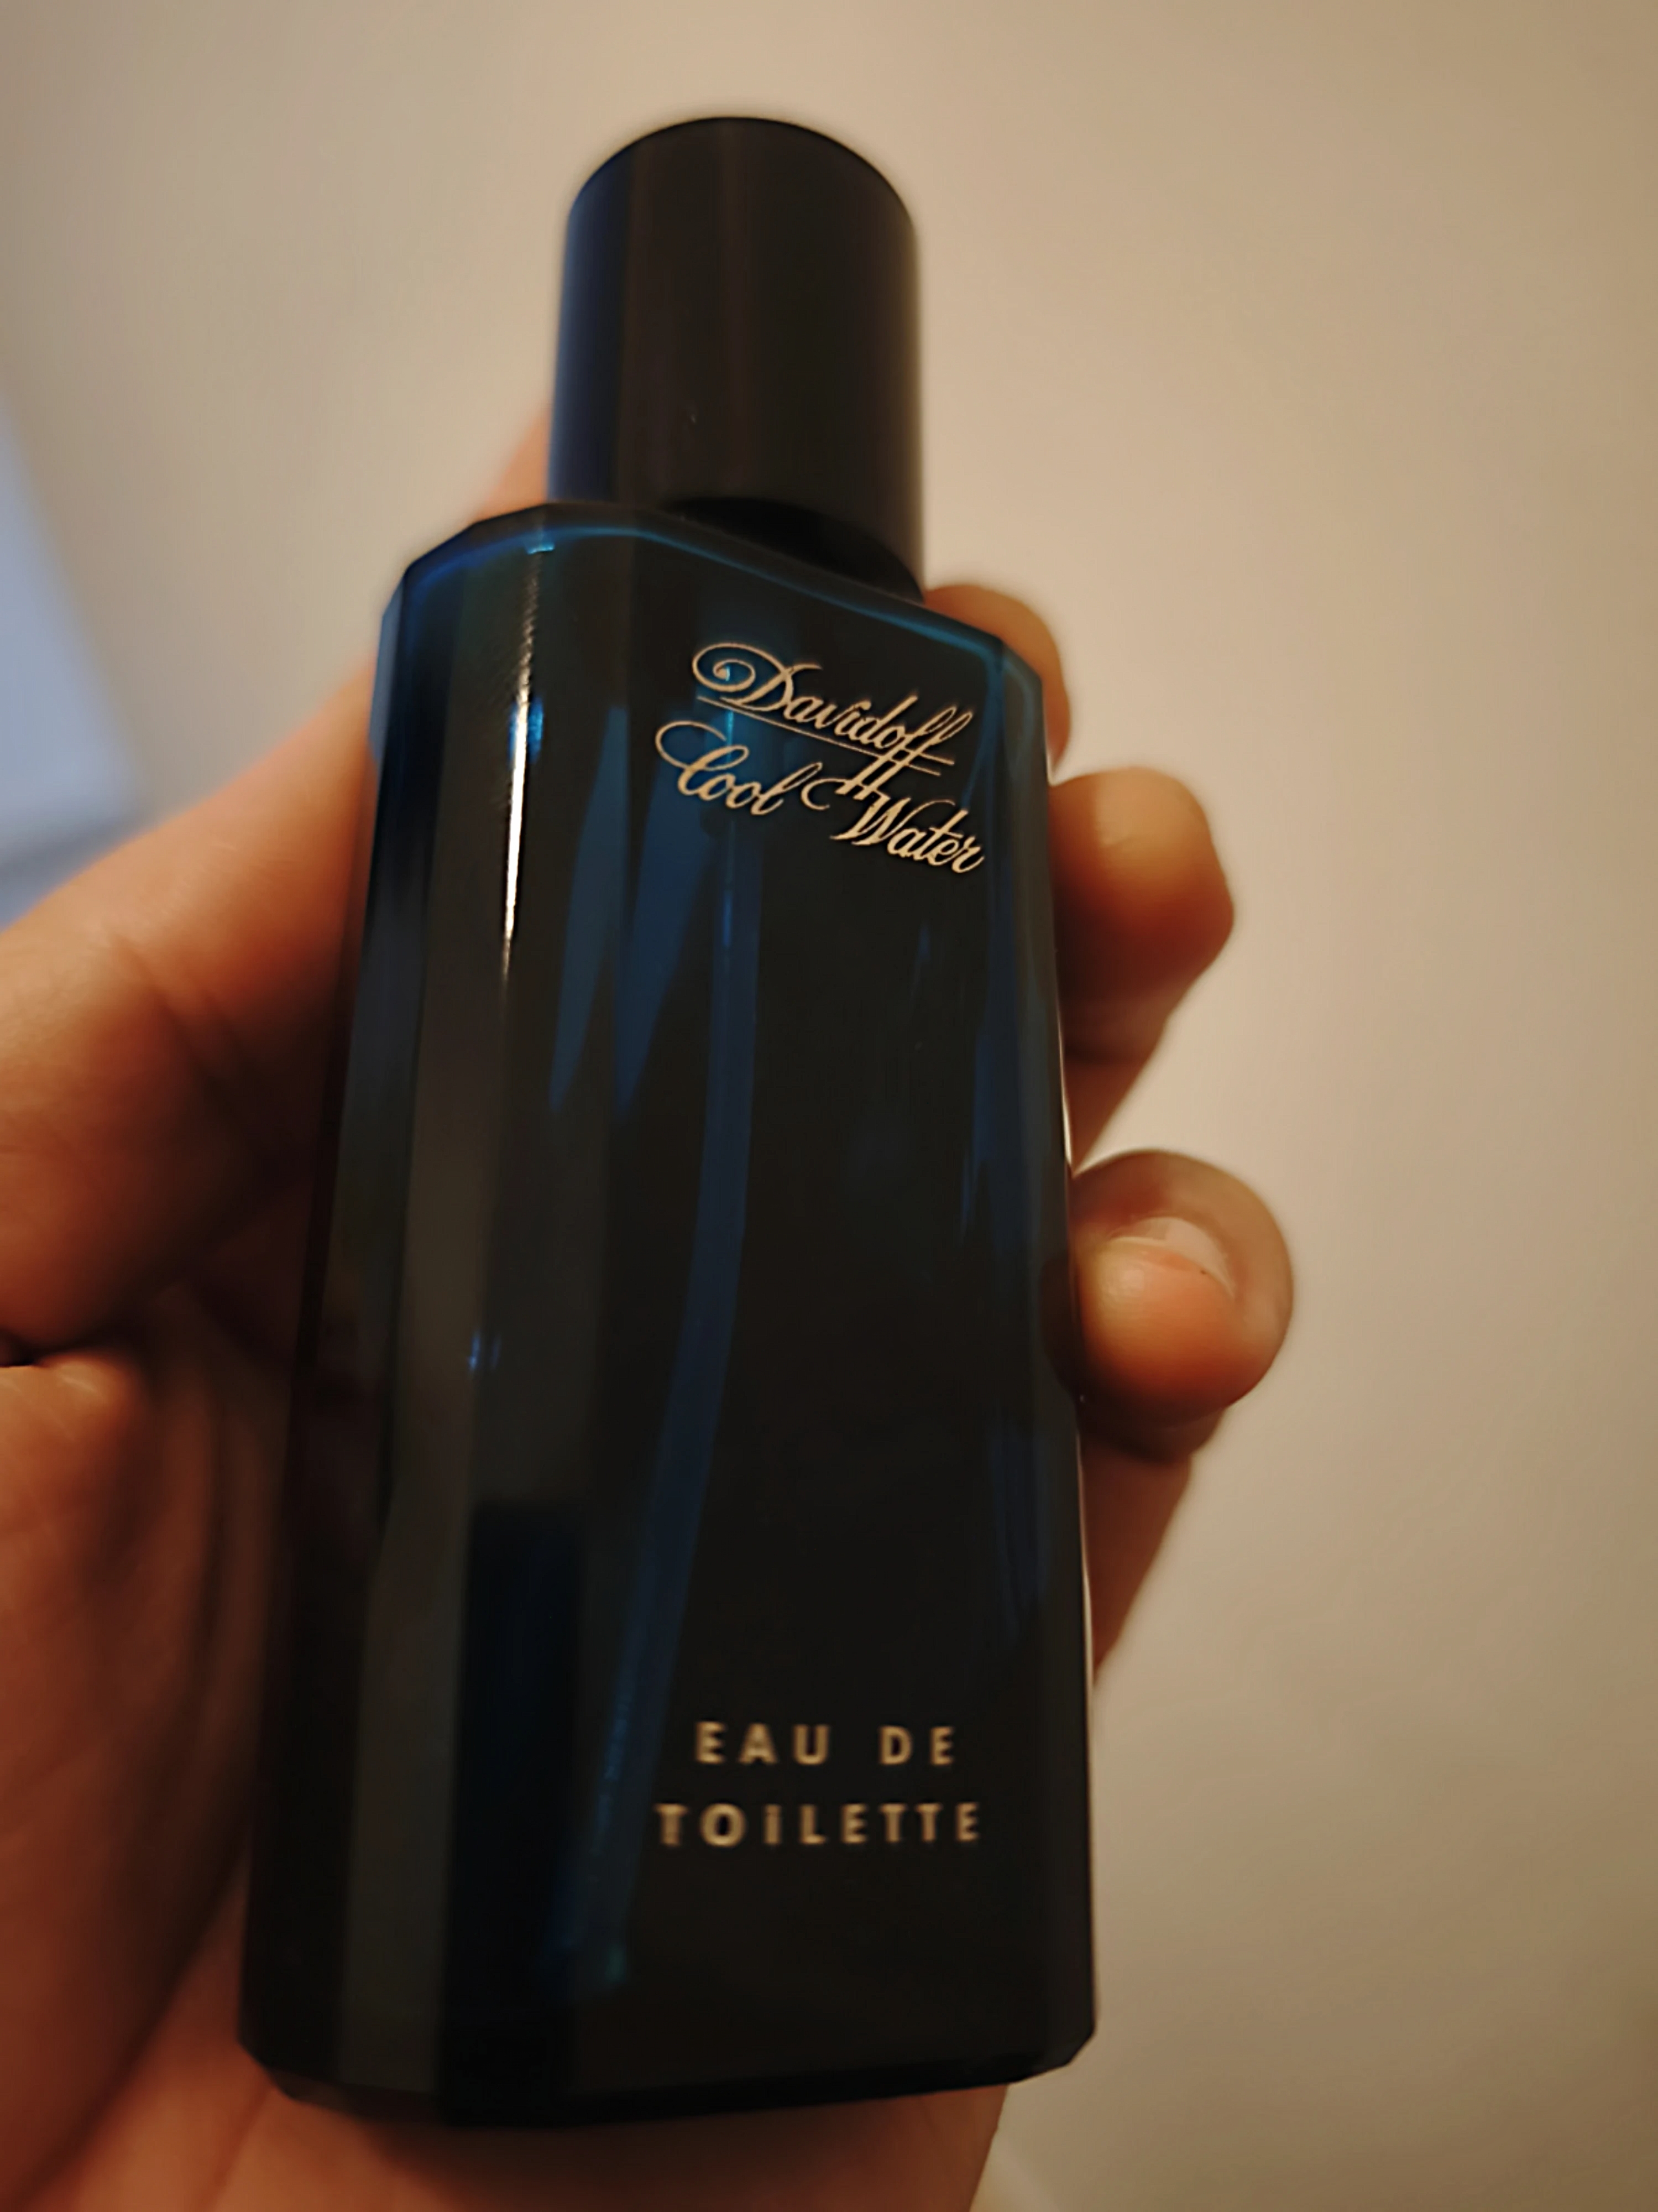 Davidoff
Cool Water
EAU DE
TOiLETTE